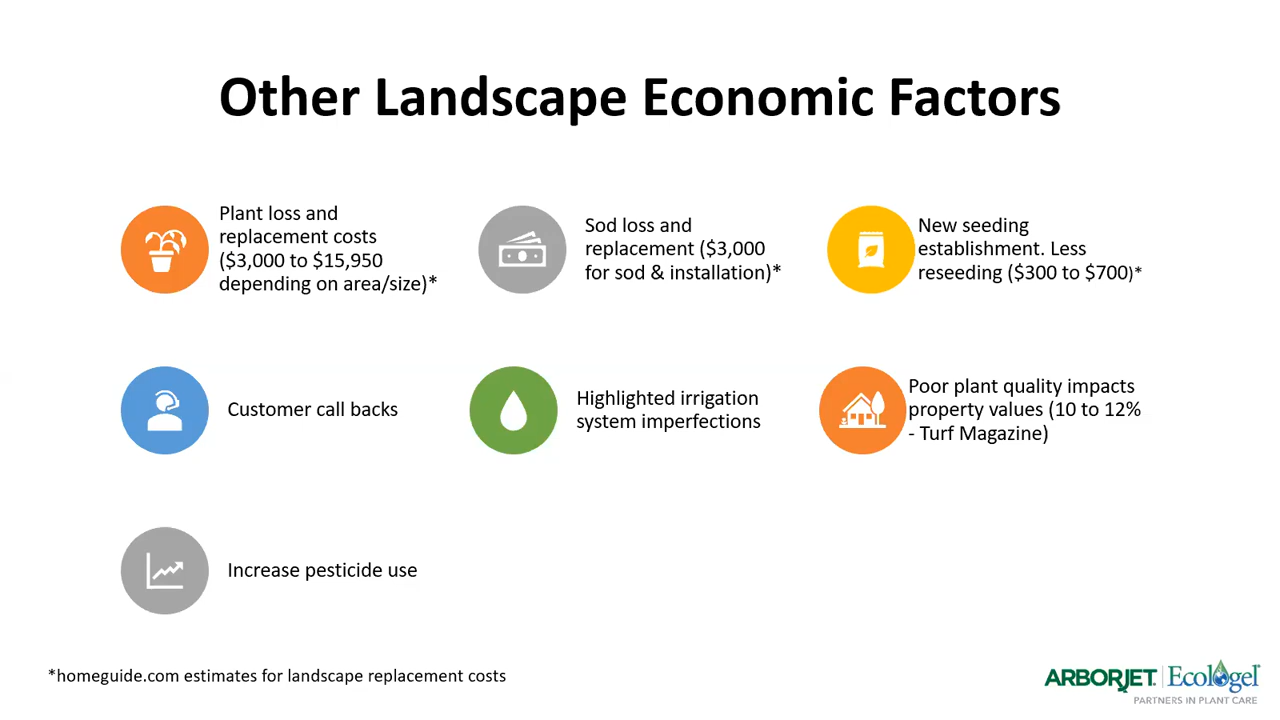 Other Landscape Economic Factors
Plant loss and
replacement costs
($3,000 to $15,950
depending on area/size)*
Sod loss and
replacement ($3,000
for sod & installation)*
New seeding
establishment. Less
reseeding ($300 to $700)*
Customer call backs
Highlighted irrigation
system imperfections
Poor plant quality impacts
property values (10 to 12%
- Turf Magazine)
Increase pesticide use
*homeguide.com estimates for landscape replacement costs
ARBORJET | Ecologel
PARTNERS IN PLANT CARE